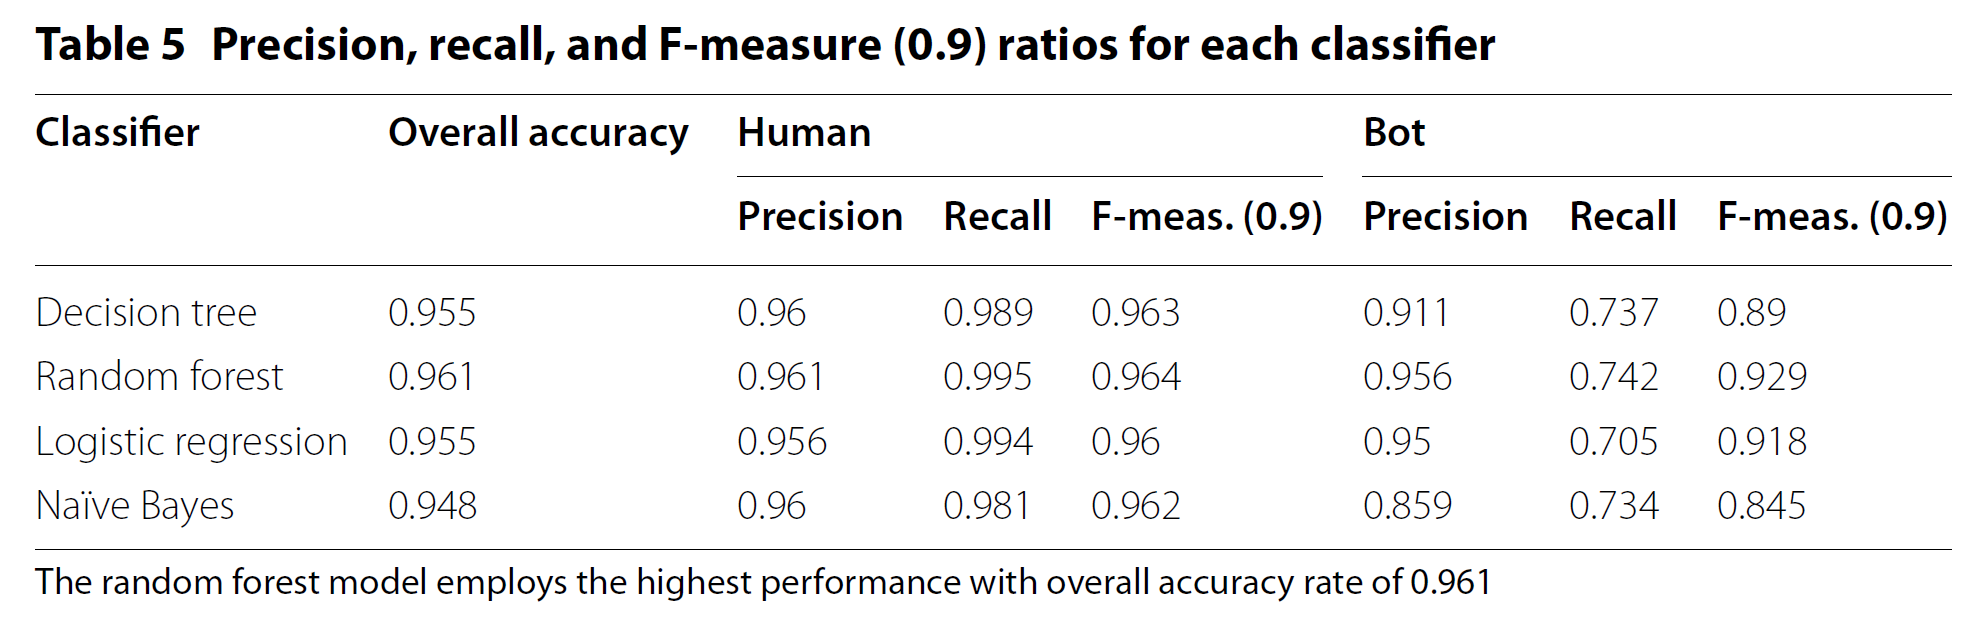 Table 5 Precision, recall, and F-measure (0.9) ratios for each classifier
Classifier Overall accuracy Human Bot
Precision Recall F-meas. (0.9) Precision Recall F-meas. (0.9)
Decision tree 0.955 0.96 0.989 0.963 0.911 0.737 0.89
Random forest 0.961 0.961 0.995 0.964 0.956 0.742 0.929
Logistic regression 0.955 0.956 0.994 0.96 0.95 0.705 0.918
Naïve Bayes 0.948 0.96 0.981 0.962 0.859 0.734 0.845
The random forest model employs the highest performance with overall accuracy rate of 0.961